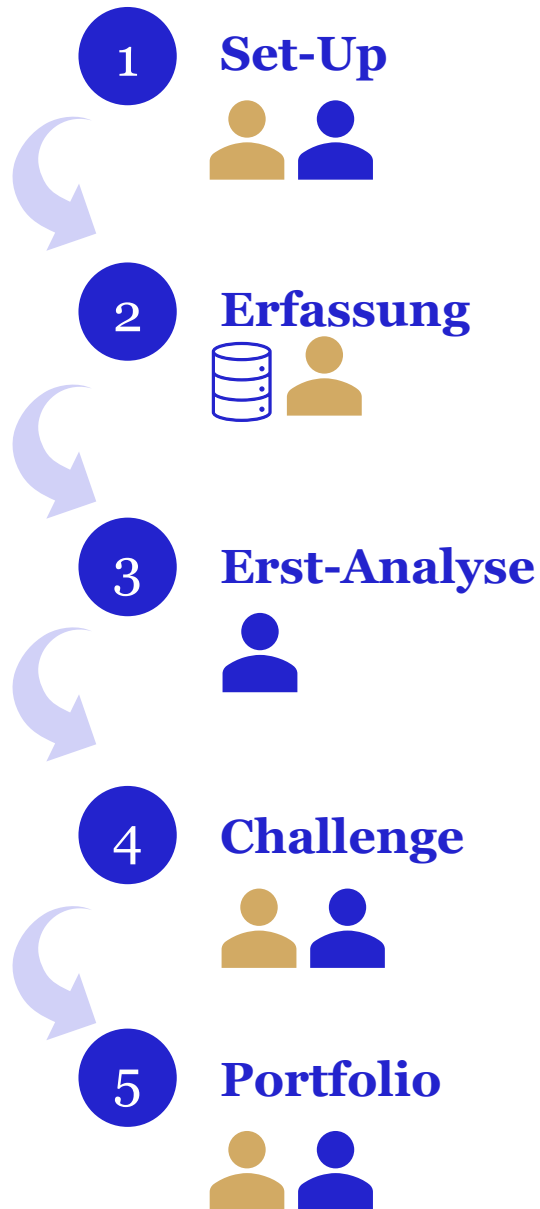 1 Set-Up
2 Erfassung
3 Erst-Analyse
4 Challenge
5 Portfolio